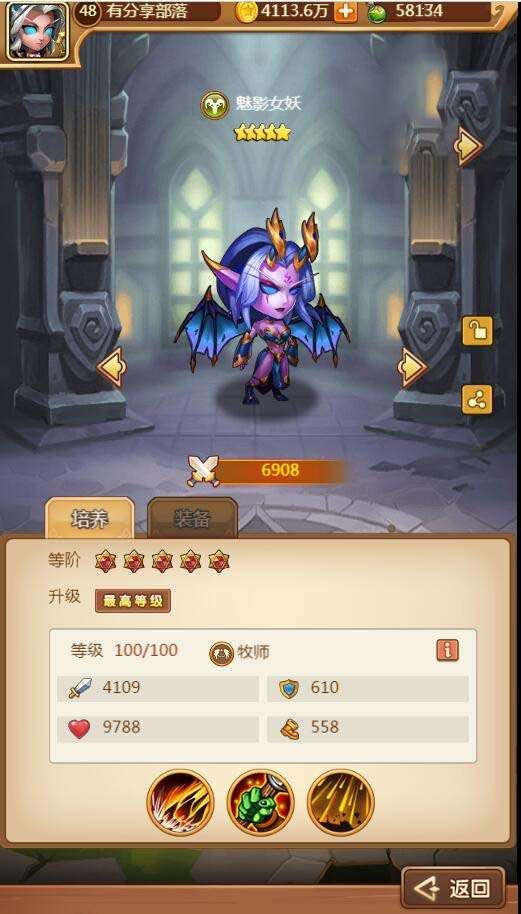 48 有分享部落 4113.6万 58134
魅影女妖
6908
培养 装备
等阶
升级 最高等级
等级 100/100 牧师
4109 610
9788 558
返回